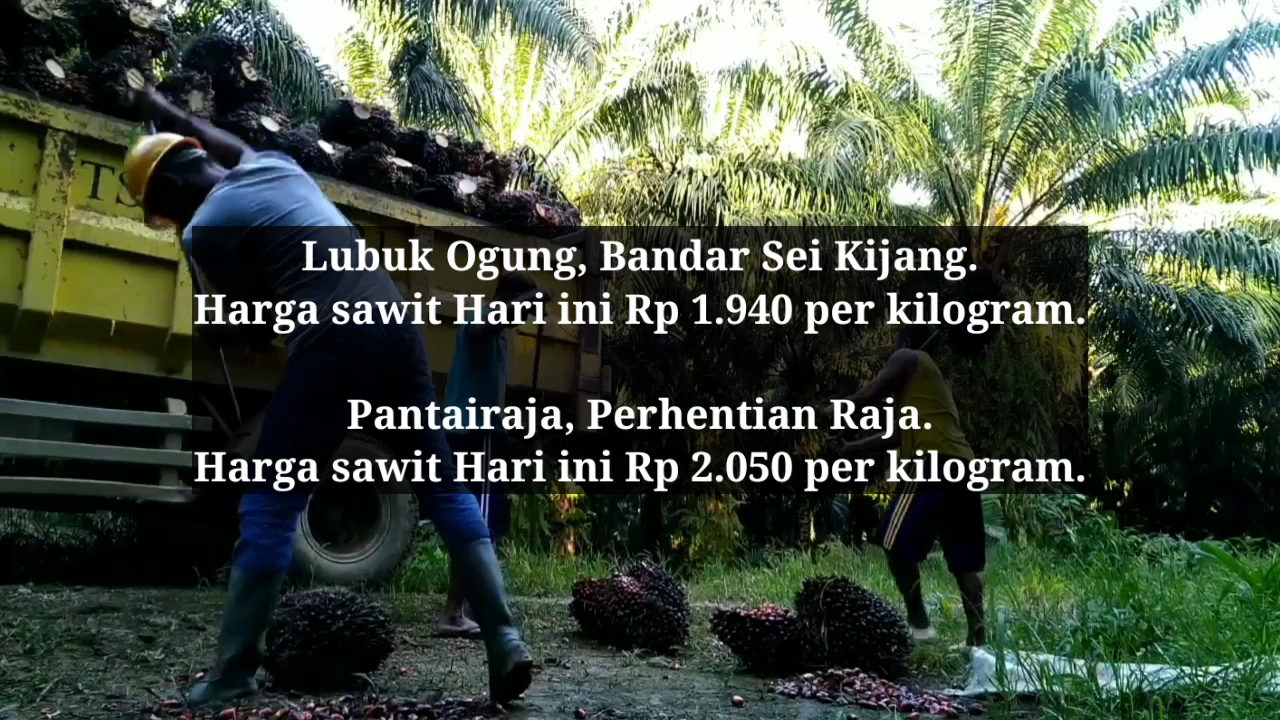 TS
Lubuk Ogung, Bandar Sei Kijang.
Harga sawit Hari ini Rp 1.940 per kilogram.
Pantairaja, Perhentian Raja.
Harga sawit Hari ini Rp 2.050 per kilogram.